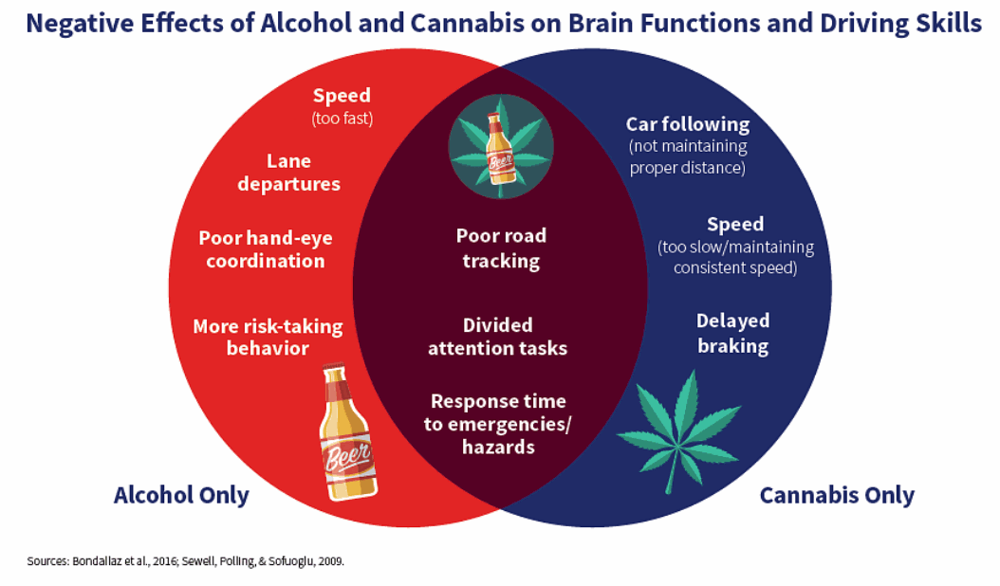 Negative Effects of Alcohol and Cannabis on Brain Functions and Driving Skills
Speed
(too fast)
Lane
departures
Poor hand-eye
coordination
More risk-taking
behavior
Beer
Alcohol Only
Beer
Poor road
tracking
Divided
attention tasks
Response time
to emergencies/
hazards
Car following
(not maintaining
proper distance)
Speed
(too slow/maintaining
consistent speed)
Delayed
braking
Cannabis Only
Sources: Bondallaz et al., 2016; Sewell, Polling, & Sofuoglu, 2009.